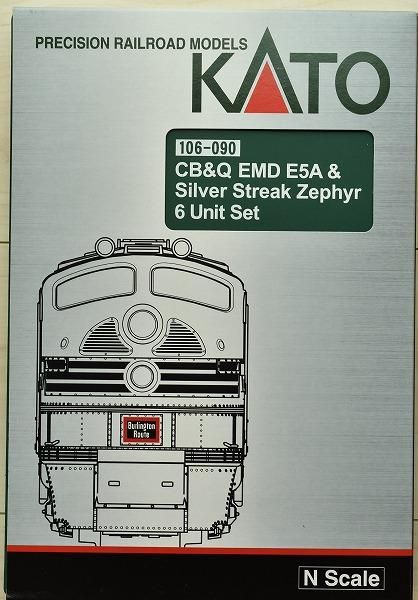 PRECISION RAILROAD MODELS
KATO
106-090
CB&Q EMD E5A &
Silver Streak Zephyr
6 Unit Set
Burlington
Route
N Scale